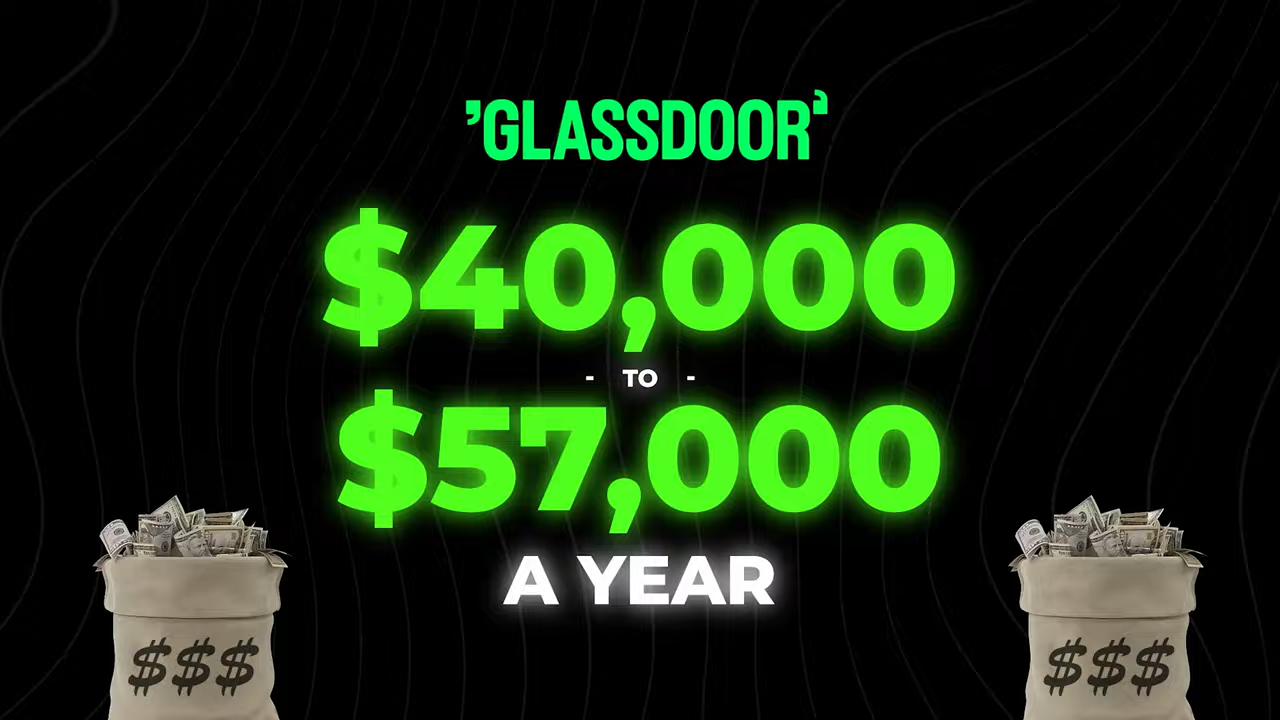 ’GLASSDOOR’
$40,000
- TO -
$57,000
A YEAR
$$$ $$$